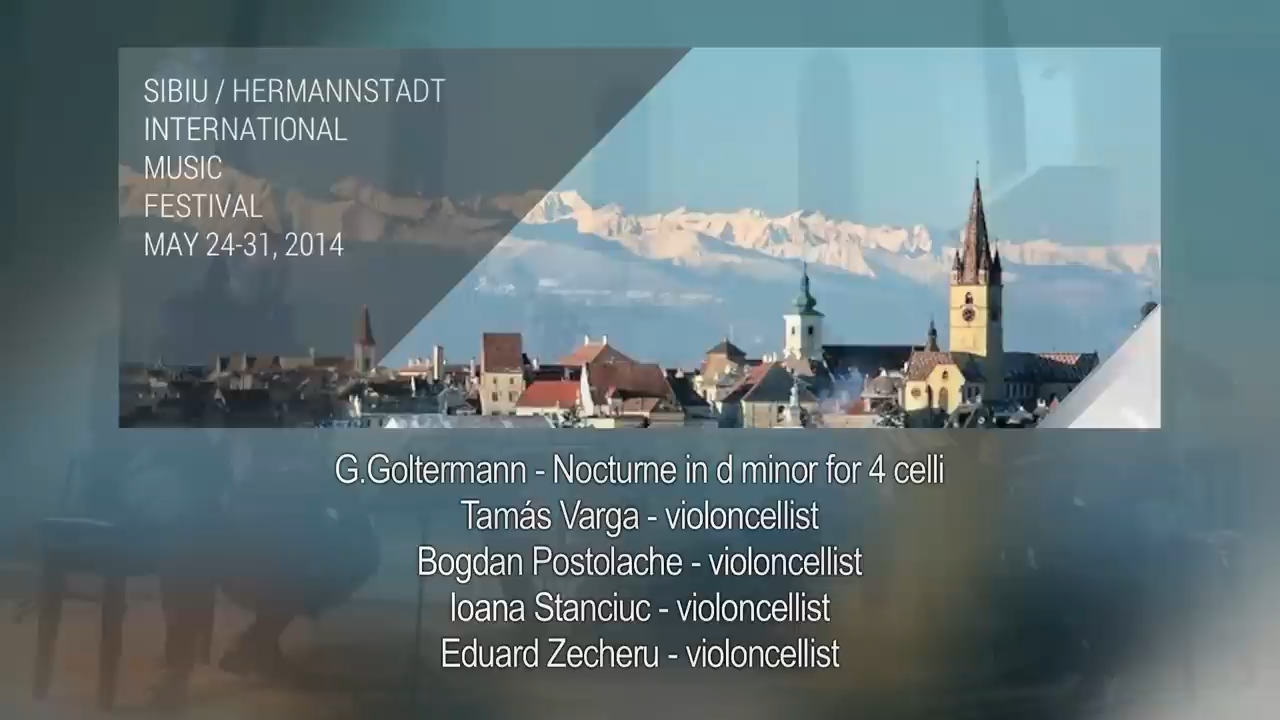 SIBIU / HERMANNSTADT
INTERNATIONAL
MUSIC
FESTIVAL
MAY 24-31, 2014
G.Goltermann - Nocturne in d minor for 4 celli
Tamás Varga - violoncellist
Bogdan Postolache - violoncellist
Ioana Stanciuc - violoncellist
Eduard Zecheru - violoncellist